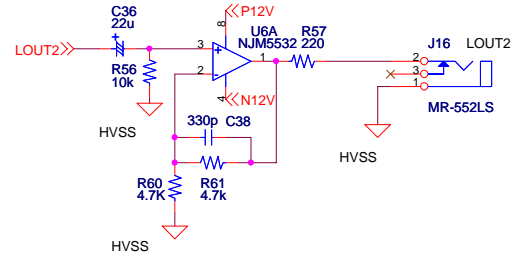 C36
22u
P12V
8
U6A
NJM5532
R57
220
J16
LOUT2
LOUT2
3
+
1
2
-
R56
10k
2
3
1
4
N12V
MR-552LS
HVSS
330p
C38
HVSS
R60
4.7K
R61
4.7k
HVSS